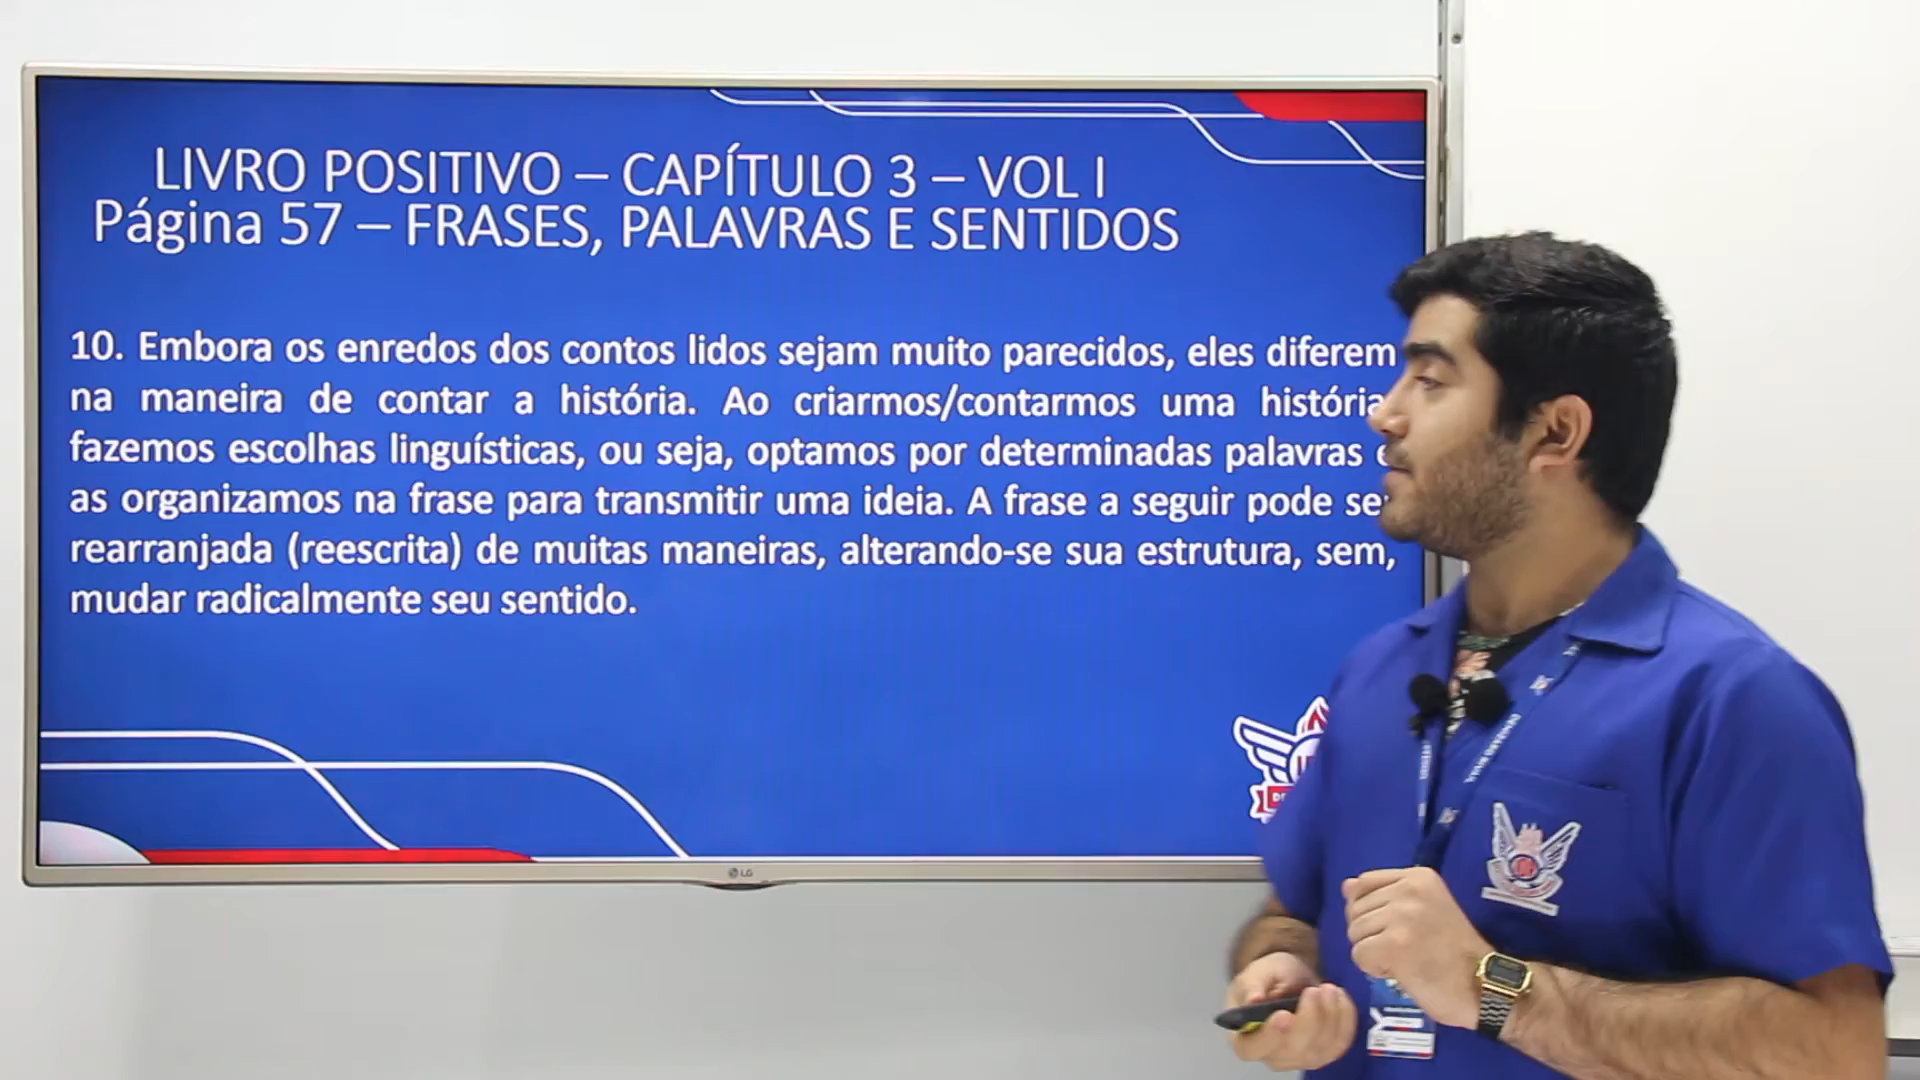 LIVRO POSITIVO – CAPÍTULO 3 – VOL I
Página 57 – FRASES, PALAVRAS E SENTIDOS
10. Embora os enredos dos contos lidos sejam muito parecidos, eles diferem
na maneira de contar a história. Ao criarmos/contarmos uma história
fazemos escolhas linguísticas, ou seja, optamos por determinadas palavras
as organizamos na frase para transmitir uma ideia. A frase a seguir pode se
rearranjada (reescrita) de muitas maneiras, alterando-se sua estrutura, sem,
mudar radicalmente seu sentido.
LG